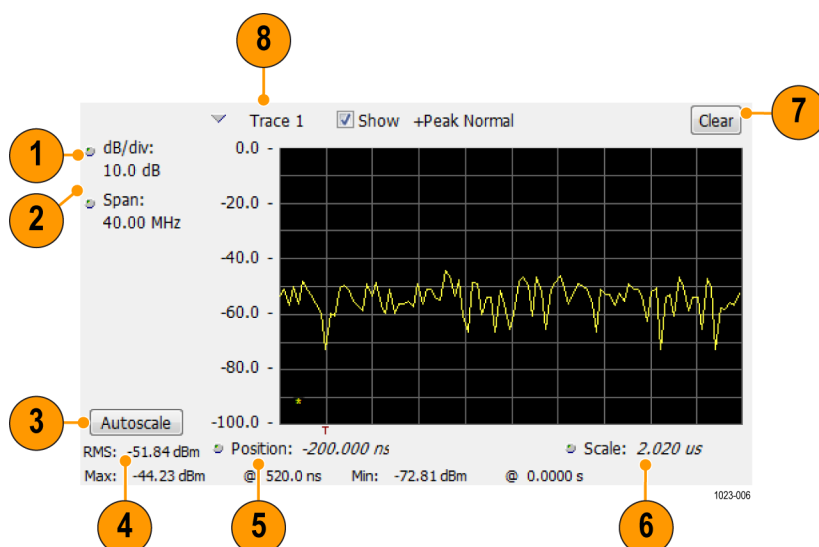 8
Trace 1 Show +Peak Normal Clear 7
1 dB/div: 0.0 -
10.0 dB
2 Span: -20.0 -
40.00 MHz
-40.0 -
-60.0 -
-80.0 -
*
3 Autoscale -100.0 -
T
RMS: -51.84 dBm Position: -200.000 ns Scale: 2.020 us
Max: -44.23 dBm @ 520.0 ns Min: -72.81 dBm @ 0.0000 s
1023-006
4 5 6